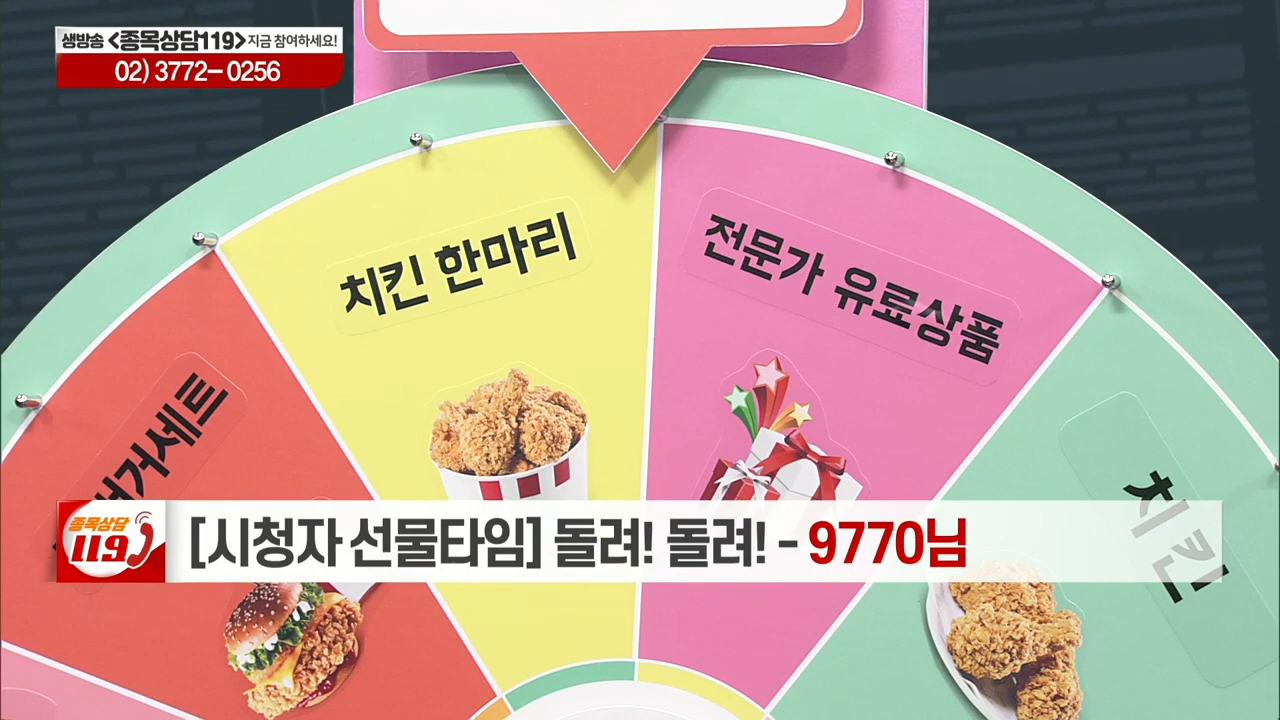 생방송 <종목상담119> 지금 참여하세요!
02) 3772-0256
치킨 한마리
전문가 유료상품
버거세트
치킨
종목상담
119
[시청자 선물타임] 돌려! 돌려! - 9770님